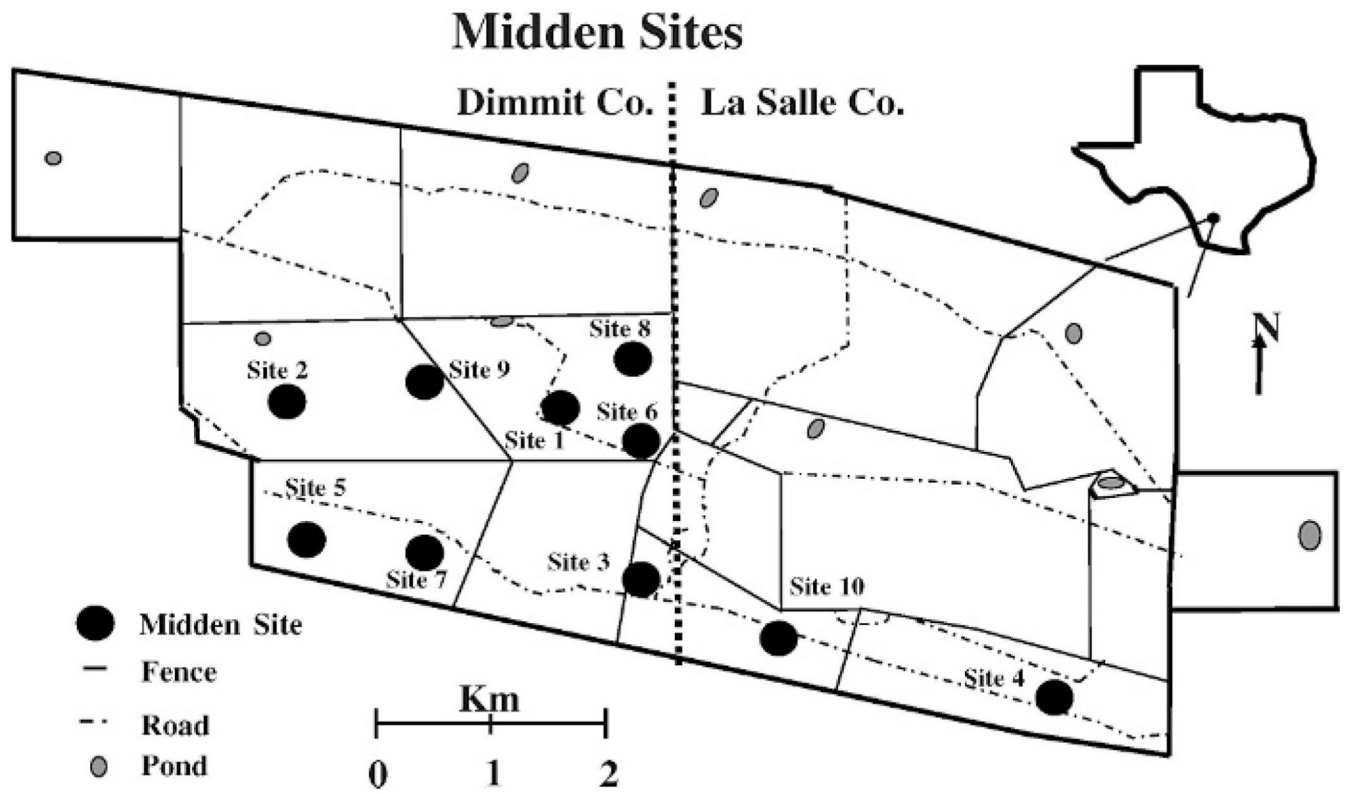 Midden Sites
Dimmit Co.
La Salle Co.
N
Site 8
Site 2
Site 9
Site 6
Site 1
Site 5
Site 3
Site 7
Site 10
Site 4
Midden Site
Fence
Road
Pond
Km
0 1 2